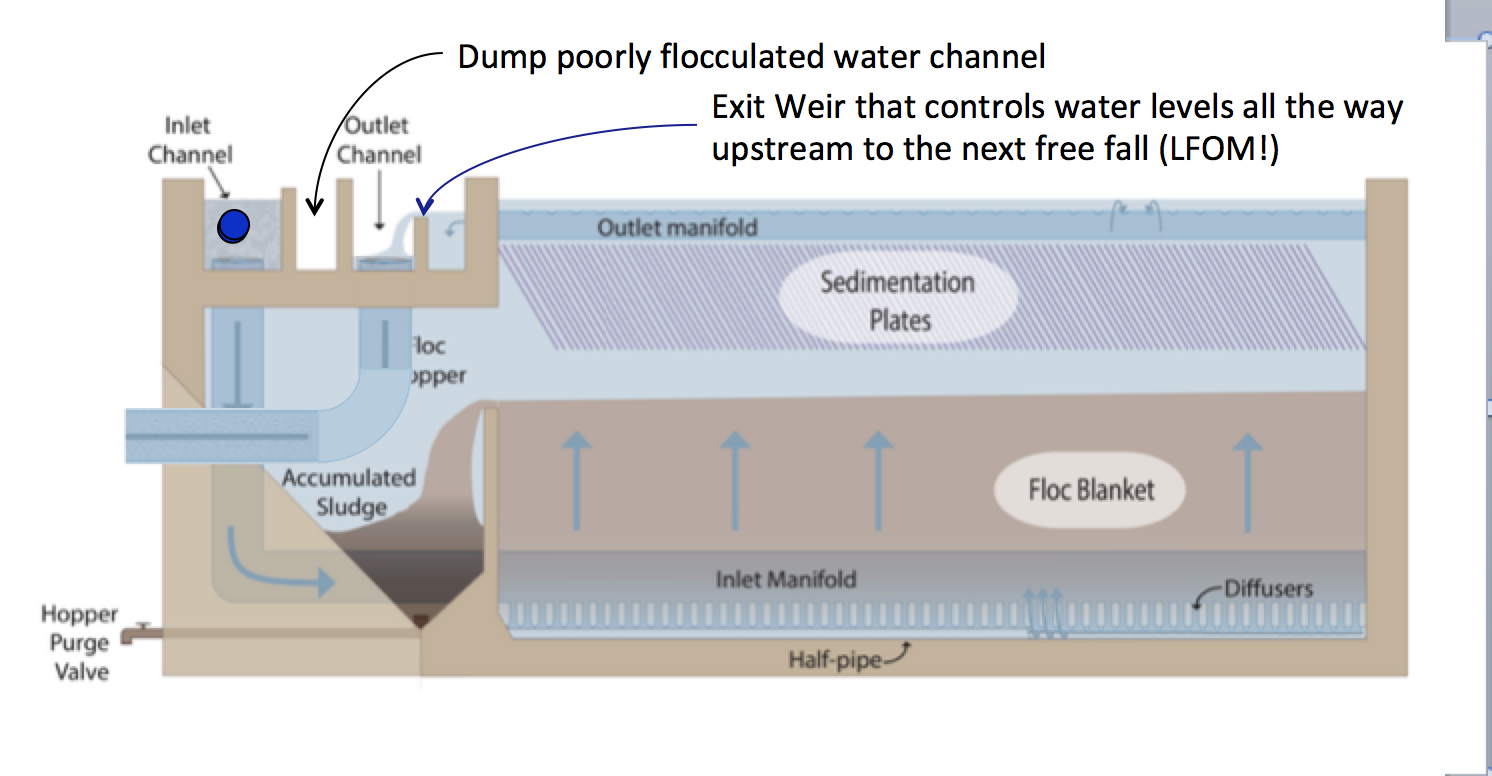 Dump poorly flocculated water channel
Exit Weir that controls water levels all the way
upstream to the next free fall (LFOM!)
Inlet
Channel
Outlet
Channel
Outlet manifold
Sedimentation
Plates
Accumulated
Sludge
Floc Blanket
Inlet Manifold
Diffusers
Hopper
Purge
Valve
Half-pipe